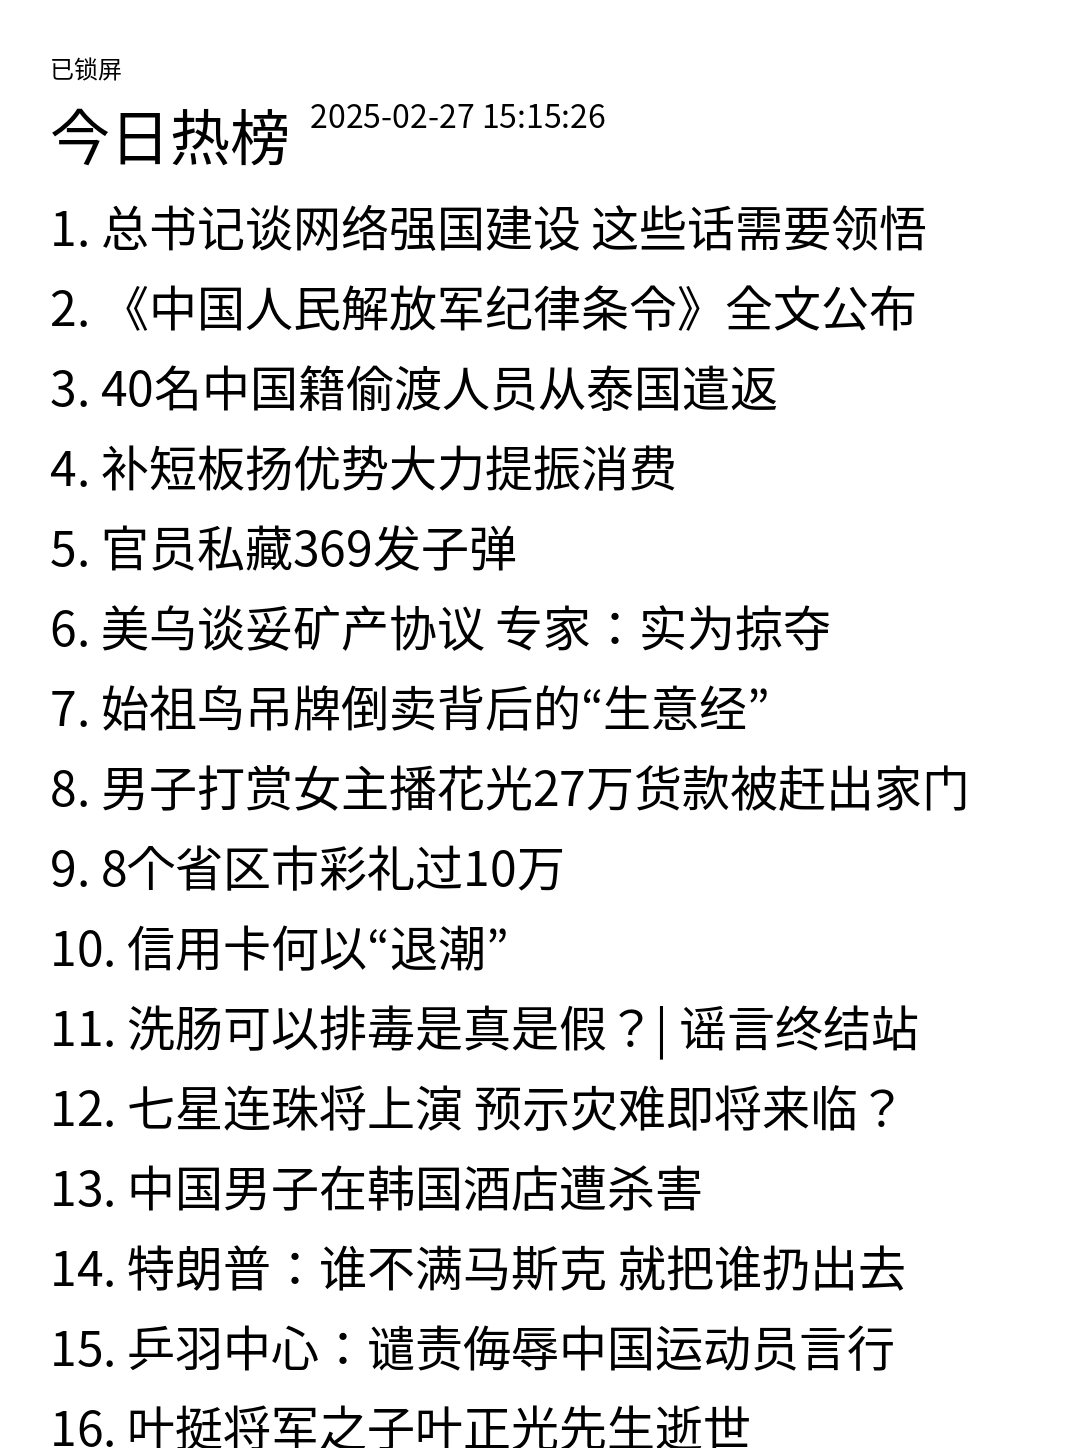 已锁屏
今日热榜 2025-02-27 15:15:26
1. 总书记谈网络强国建设 这些话需要领悟
2. 《中国人民解放军纪律条令》全文公布
3. 40名中国籍偷渡人员从泰国遣返
4. 补短板扬优势大力提振消费
5. 官员私藏369发子弹
6. 美乌谈妥矿产协议 专家：实为掠夺
7. 始祖鸟吊牌倒卖背后的“生意经”
8. 男子打赏女主播花光27万货款被赶出家门
9. 8个省区市彩礼过10万
10. 信用卡何以“退潮”
11. 洗肠可以排毒是真是假？| 谣言终结站
12. 七星连珠将上演 预示灾难即将来临？
13. 中国男子在韩国酒店遭杀害
14. 特朗普：谁不满马斯克 就把谁扔出去
15. 乒羽中心：谴责侮辱中国运动员言行
16. 叶挺将军之子叶正光先生逝世